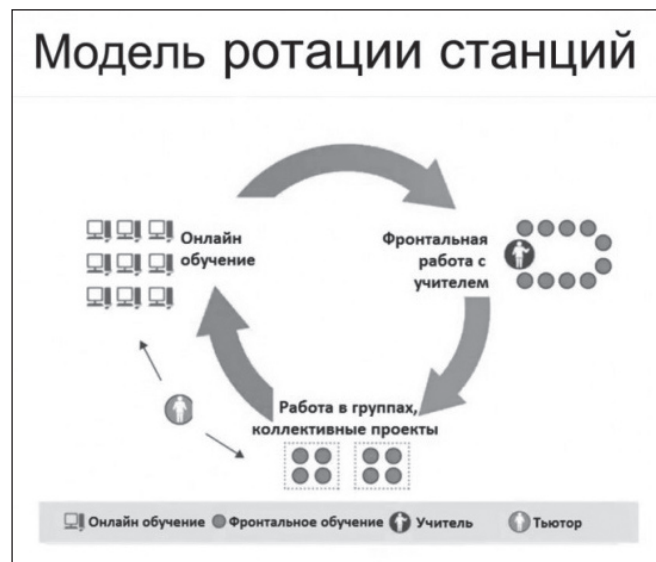 Модель ротации станций
Онлайн
обучение
Фронтальная
работа с
учителем
Работа в группах,
коллективные проекты
Онлайн обучение Фронтальное обучение Учитель Тьютор